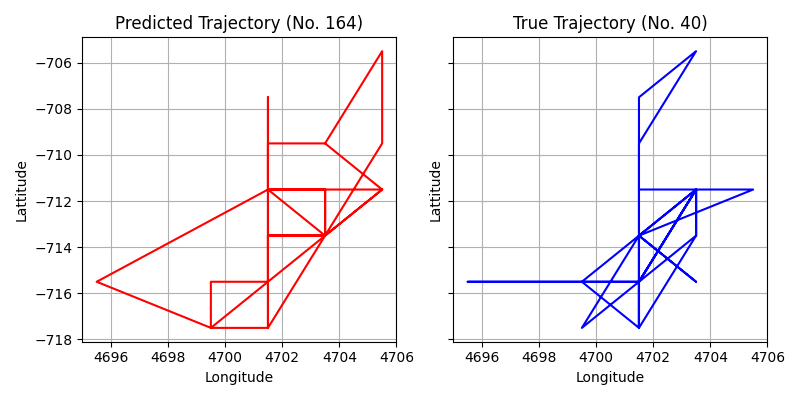 Predicted Trajectory (No. 164)
True Trajectory (No. 40)
Lattitude
−706
−708
−710
−712
−714
−716
−718
4696 4698 4700 4702 4704 4706
Longitude
Lattitude
4696 4698 4700 4702 4704 4706
Longitude